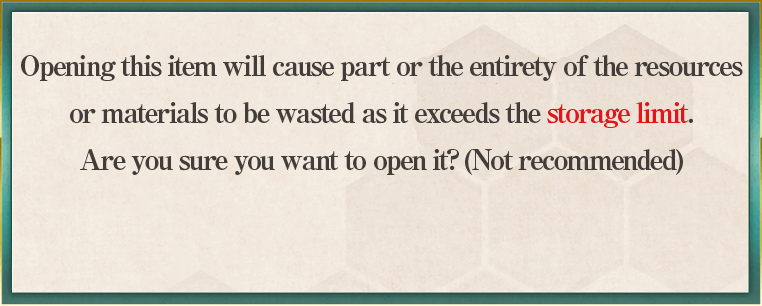 Opening this item will cause part or the entirety of the resources
or materials to be wasted as it exceeds the storage limit.
Are you sure you want to open it? (Not recommended)